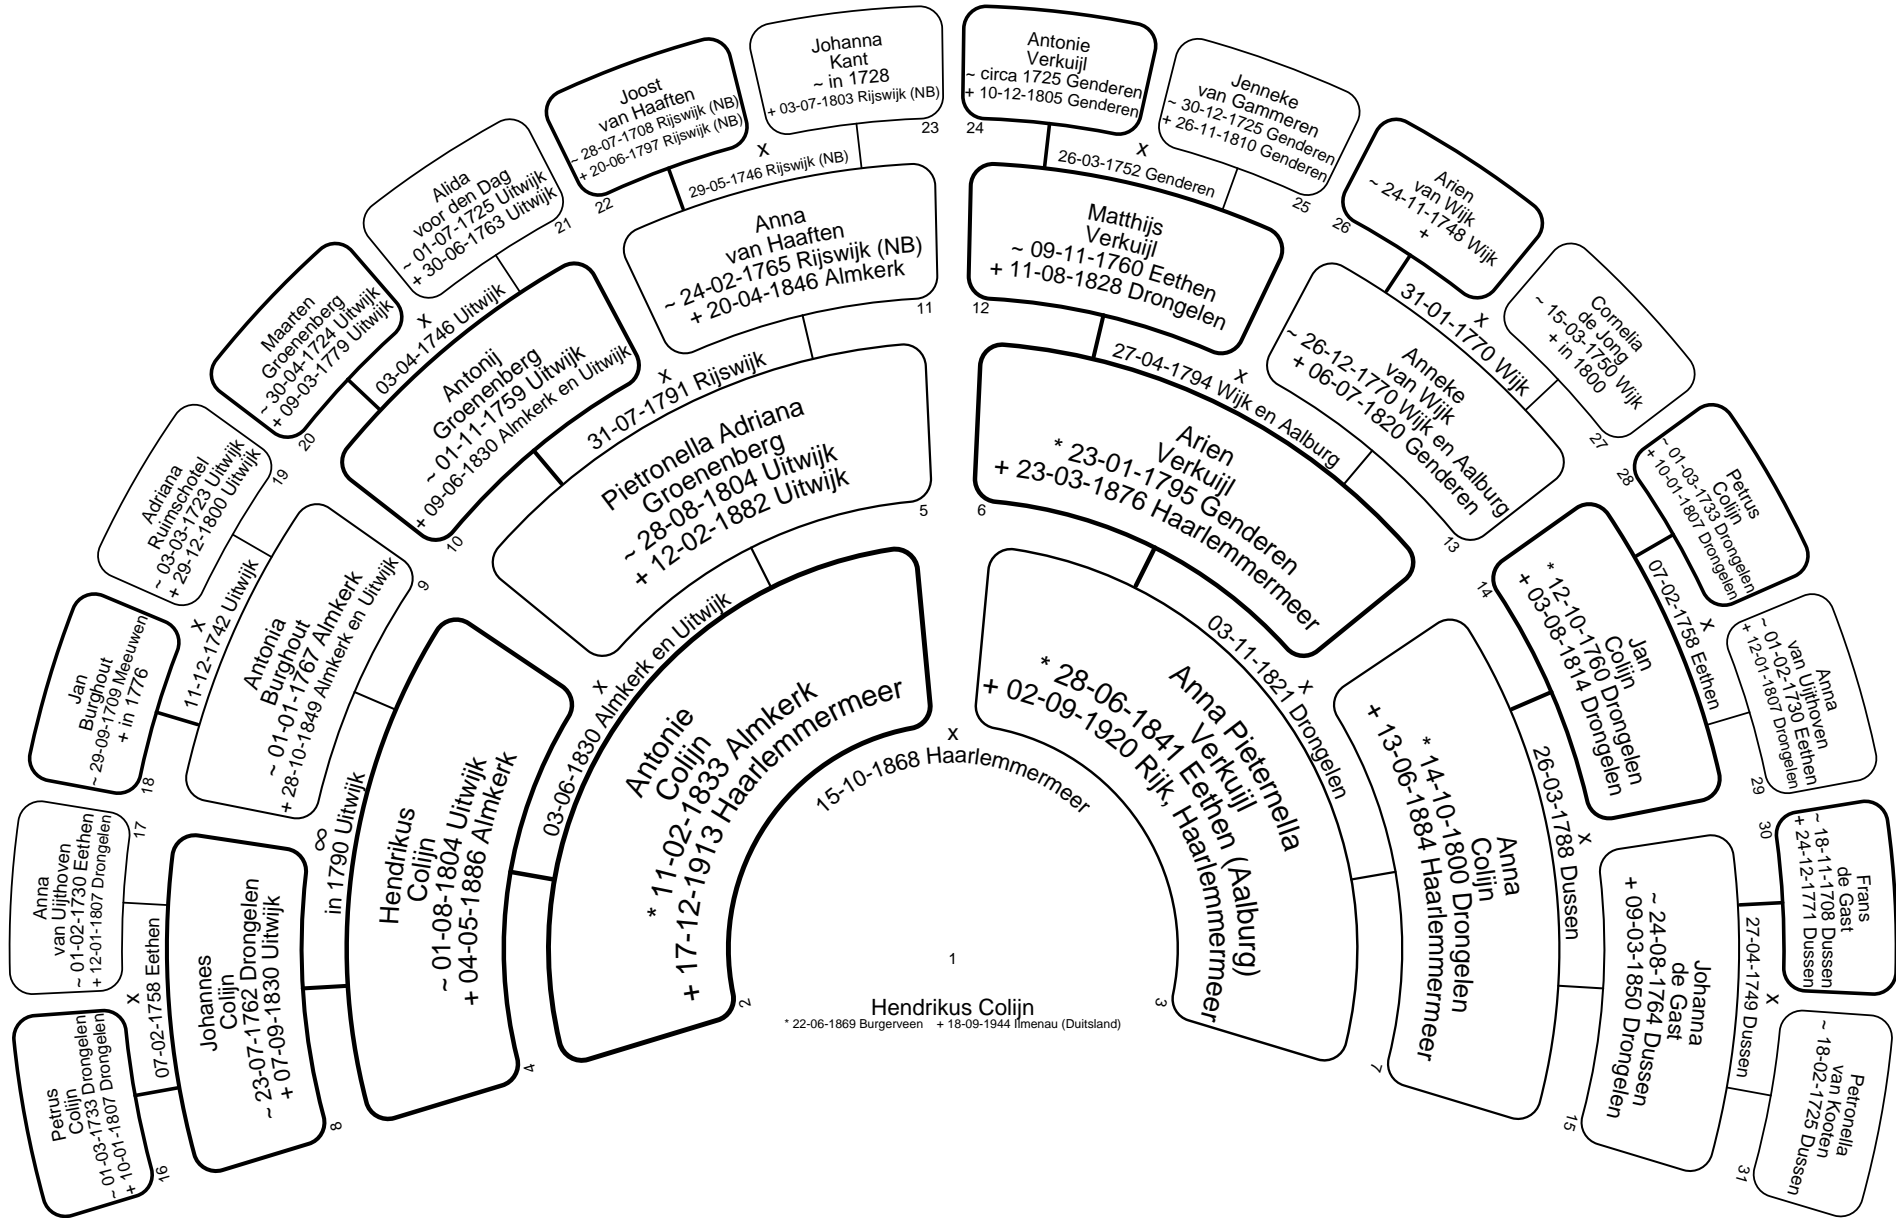 1
Hendrikus Colijn
* 22-06-1869 Burgerveen + 18-09-1944 Ilmenau (Duitsland)
2
Antonie
Colijn
* 11-02-1833 Almkerk
+ 17-12-1913 Haarlemmermeer
x
15-10-1868 Haarlemmermeer
3
Anna Pieternella
Verkuijl
* 28-06-1841 Eethen (Aalburg)
+ 02-09-1920 Rijk, Haarlemmermeer
4
Hendrikus
Colijn
~ 01-08-1804 Uitwijk
+ 04-05-1886 Almkerk
x
03-06-1830 Almkerk en Uitwijk
5
Pietronella Adriana
Groenenberg
~ 28-08-1804 Uitwijk
+ 12-02-1882 Uitwijk
6
Arien
Verkuijl
* 23-01-1795 Genderen
+ 23-03-1876 Haarlemmermeer
x
03-11-1821 Drongelen
7
Anna
Colijn
* 14-10-1800 Drongelen
+ 13-06-1884 Haarlemmermeer
8
Johannes
Colijn
~ 23-07-1762 Drongelen
+ 07-09-1830 Uitwijk
∞
in 1790 Uitwijk
9
Antonia
Burghout
~ 01-01-1767 Almkerk
+ 28-10-1849 Almkerk en Uitwijk
10
Antonij
Groenenberg
~ 01-11-1759 Uitwijk
+ 09-06-1830 Almkerk en Uitwijk
x
31-07-1791 Rijswijk
11
Anna
van Haaften
~ 24-02-1765 Rijswijk (NB)
+ 20-04-1846 Almkerk
12
Matthijs
Verkuijl
~ 09-11-1760 Eethen
+ 11-08-1828 Drongelen
x
27-04-1794 Wijk en Aalburg
13
Anneke
van Wijk
~ 26-12-1770 Wijk en Aalburg
+ 06-07-1820 Genderen
14
Jan
Colijn
* 12-10-1760 Drongelen
+ 03-08-1814 Drongelen
x
26-03-1788 Dussen
15
Johanna
de Gast
~ 24-08-1764 Dussen
+ 09-03-1850 Drongelen
16
Petrus
Colijn
~ 01-03-1733 Drongelen
+ 10-01-1807 Drongelen
x
07-02-1758 Eethen
17
Anna
van Uijthoven
~ 01-02-1730 Eethen
+ 12-01-1807 Drongelen
18
Jan
Burghout
~ 29-09-1709 Meeuwen
+ in 1776
x
11-12-1742 Uitwijk
19
Adriana
Ruimschotel
~ 03-03-1723 Uitwijk
+ 29-12-1800 Uitwijk
20
Maarten
Groenenberg
~ 30-04-1724 Uitwijk
+ 09-03-1779 Uitwijk
x
03-04-1746 Uitwijk
21
Alida
voor den Dag
~ 01-07-1725 Uitwijk
+ 30-06-1763 Uitwijk
22
Joost
van Haaften
~ 28-07-1708 Rijswijk (NB)
+ 20-06-1797 Rijswijk (NB)
x
29-05-1746 Rijswijk (NB)
23
Johanna
Kant
~ in 1728
+ 03-07-1803 Rijswijk (NB)
24
Antonie
Verkuijl
~ circa 1725 Genderen
+ 10-12-1805 Genderen
x
26-03-1752 Genderen
25
Jenneke
van Gammeren
~ 30-12-1725 Genderen
+ 26-11-1810 Genderen
26
Arien
van Wijk
~ 24-11-1748 Wijk
+
x
31-01-1770 Wijk
27
Cornelia
de Jong
~ 15-03-1750 Wijk
+ in 1800
28
Petrus
Colijn
~ 01-03-1733 Drongelen
+ 10-01-1807 Drongelen
x
07-02-1758 Eethen
29
Anna
van Uijthoven
~ 01-02-1730 Eethen
+ 12-01-1807 Drongelen
30
Frans
de Gast
~ 18-11-1708 Dussen
+ 24-12-1771 Dussen
x
27-04-1749 Dussen
31
Petronella
van Kooten
~ 18-02-1725 Dussen